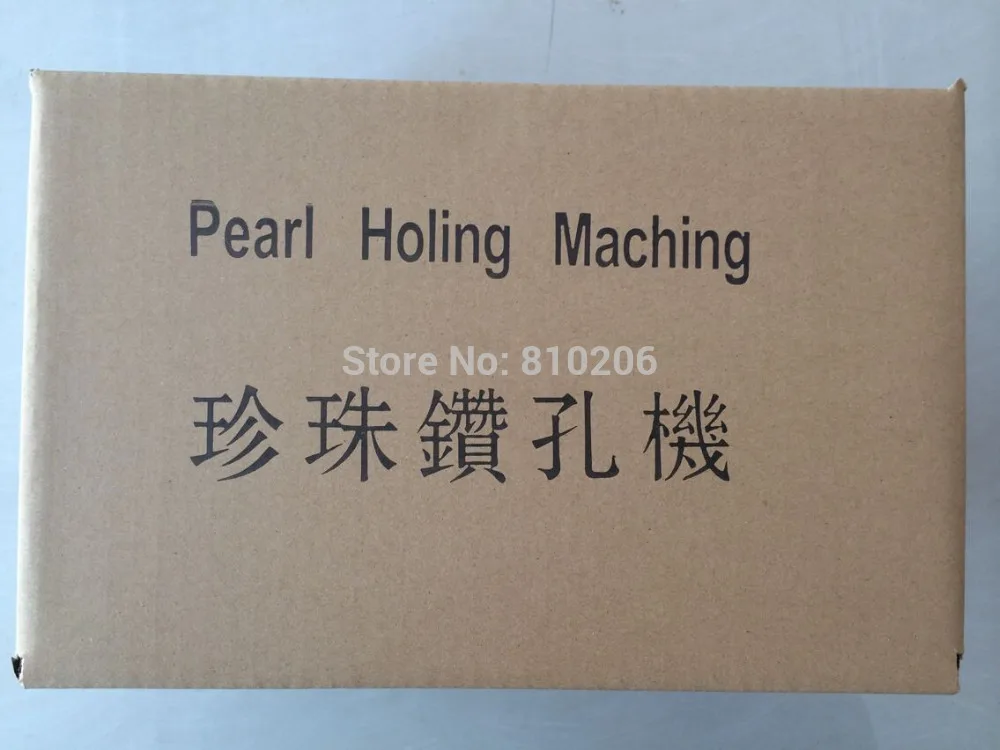 Pearl Holing Maching
Store No: 810206
珍珠鑽孔機